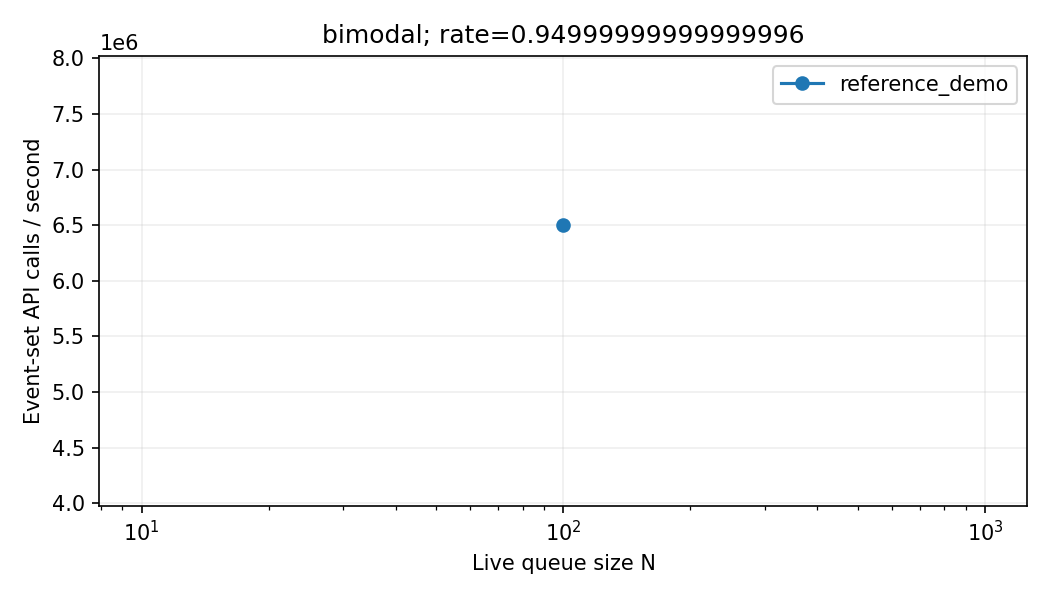 bimodal; rate=0.94999999999999996
1e6
reference_demo
8.0
7.5
7.0
6.5
6.0
5.5
5.0
4.5
4.0
Event-set API calls / second
10¹
10²
10³
Live queue size N